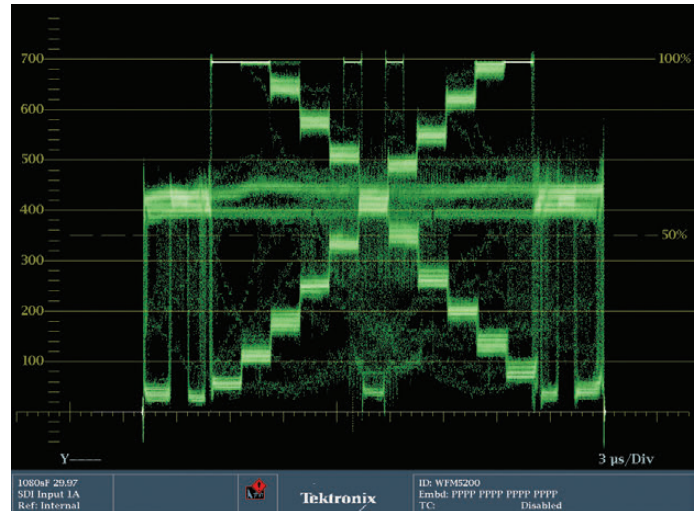 700
100%
600
500
400
50%
300
200
100
Y----
3 µs/Div
1080sF 29.97
SDI Input 1A
Ref: Internal
Tektronix
ID: WFM5200
Embd: PPPP PPPP PPPP PPPP
TC: Disabled